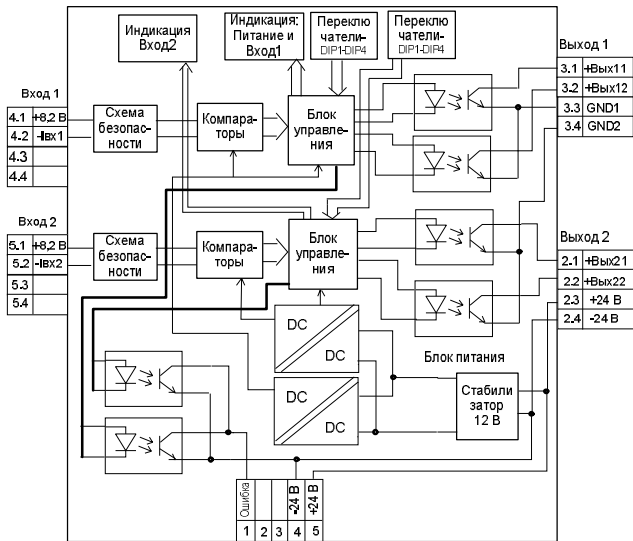 Индикация
Вход2
Индикация:
Питание и
Вход1
Переклю
чатели-
DIP1-DIP4
Переклю
чатели-
DIP1-DIP4
Выход 1
3.1 +Вых11
3.2 +Вых12
3.3 GND1
3.4 GND2
Вход 1
4.1 +8,2 В
4.2 -Iвх1
4.3
4.4
Схема
безопас-
ности
Компара-
торы
Блок
управле-
ния
Вход 2
5.1 +8,2 В
5.2 -Iвх2
5.3
5.4
Схема
безопас-
ности
Компара-
торы
Блок
управле-
ния
Выход 2
2.1 +Вых21
2.2 +Вых22
2.3 +24 В
2.4 -24 В
DC
DC
DC
DC
Блок питания
Стабили
затор
12 В
Ошибка
-24 В
+24 В
1 2 3 4 5